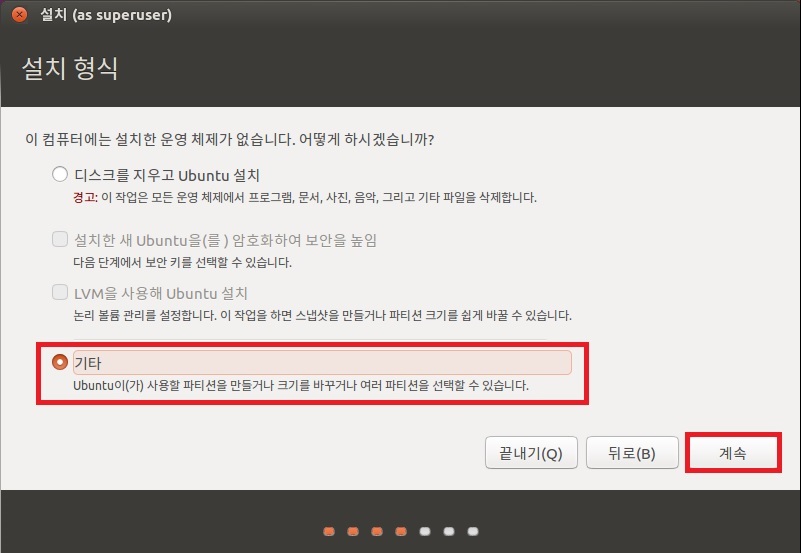 설치 (as superuser)
설치 형식
이 컴퓨터에는 설치한 운영 체제가 없습니다. 어떻게 하시겠습니까?
디스크를 지우고 Ubuntu 설치
경고: 이 작업은 모든 운영 체제에서 프로그램, 문서, 사진, 음악, 그리고 기타 파일을 삭제합니다.
설치한 새 Ubuntu을(를 ) 암호화하여 보안을 높임
다음 단계에서 보안 키를 선택할 수 있습니다.
LVM을 사용해 Ubuntu 설치
논리 볼륨 관리를 설정합니다. 이 작업을 하면 스냅샷을 만들거나 파티션 크기를 쉽게 바꿀 수 있습니다.
기타
Ubuntu이(가) 사용할 파티션을 만들거나 크기를 바꾸거나 여러 파티션을 선택할 수 있습니다.
끝내기(Q) 뒤로(B) 계속